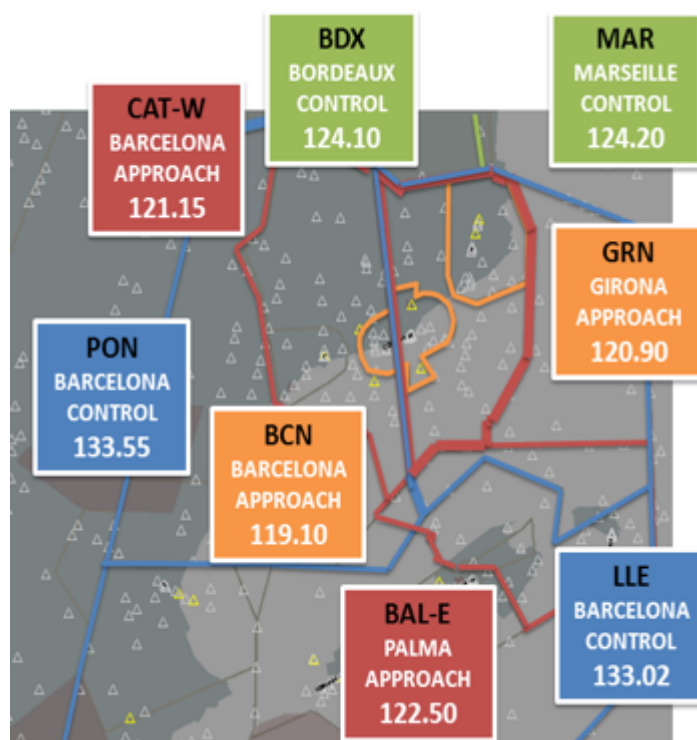 BDX
BORDEAUX
CONTROL
124.10
MAR
MARSEILLE
CONTROL
124.20
CAT-W
BARCELONA
APPROACH
121.15
GRN
GIRONA
APPROACH
120.90
PON
BARCELONA
CONTROL
133.55
BCN
BARCELONA
APPROACH
119.10
LLE
BARCELONA
CONTROL
133.02
BAL-E
PALMA
APPROACH
122.50